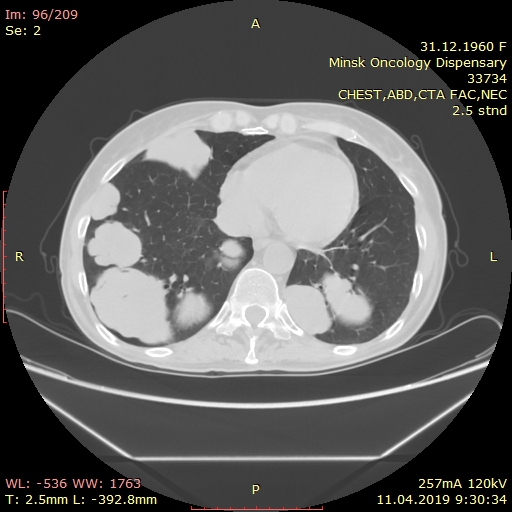 Im: 96/209
Se: 2
A
31.12.1960 F
Minsk Oncology Dispensary
33734
CHEST,ABD,CTA FAC,NEC
2.5 stnd
R
L
WL: -536 WW: 1763
T: 2.5mm L: -392.8mm
P
257mA 120kV
11.04.2019 9:30:34